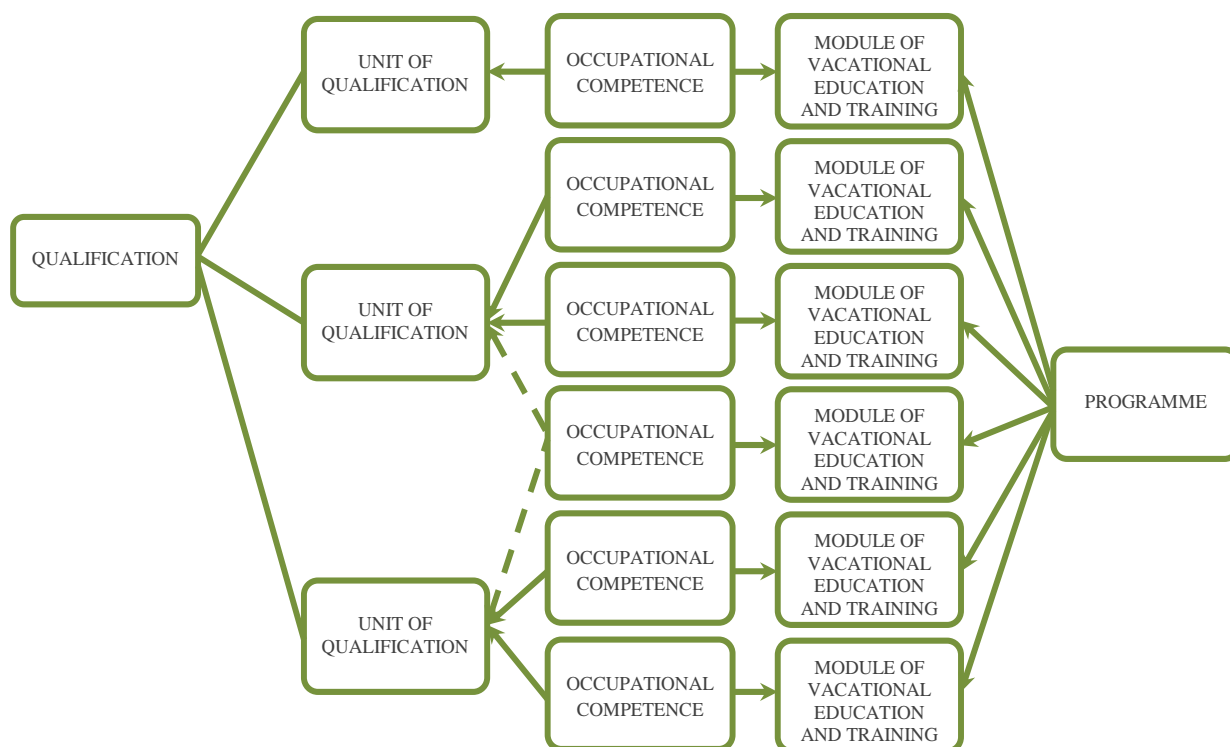 UNIT OF
QUALIFICATION
OCCUPATIONAL
COMPETENCE
MODULE OF
VACATIONAL
EDUCATION
AND TRAINING
OCCUPATIONAL
COMPETENCE
MODULE OF
VACATIONAL
EDUCATION
AND TRAINING
QUALIFICATION
UNIT OF
QUALIFICATION
OCCUPATIONAL
COMPETENCE
MODULE OF
VACATIONAL
EDUCATION
AND TRAINING
PROGRAMME
OCCUPATIONAL
COMPETENCE
MODULE OF
VACATIONAL
EDUCATION
AND TRAINING
OCCUPATIONAL
COMPETENCE
MODULE OF
VACATIONAL
EDUCATION
AND TRAINING
UNIT OF
QUALIFICATION
OCCUPATIONAL
COMPETENCE
MODULE OF
VACATIONAL
EDUCATION
AND TRAINING